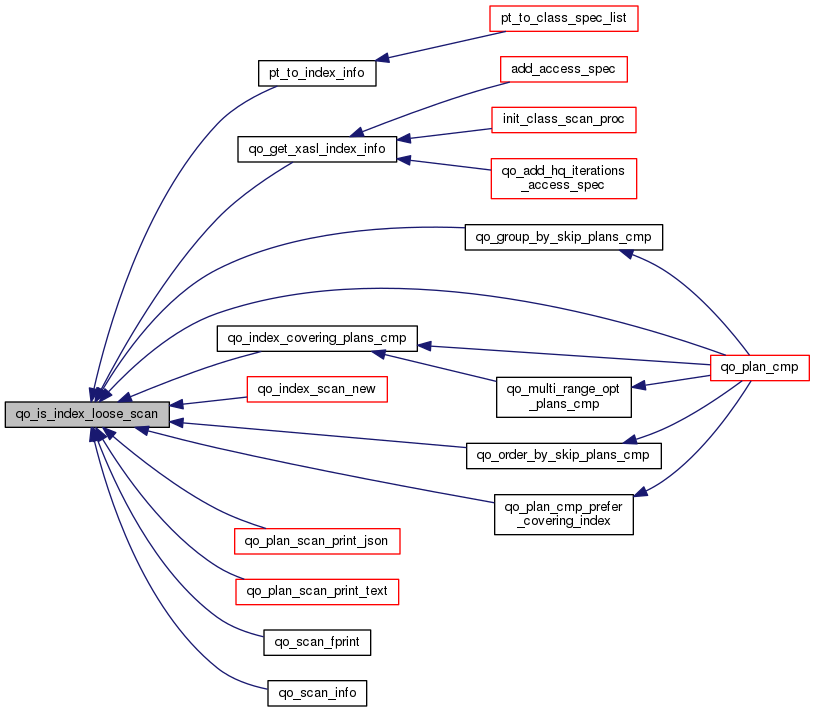 pt_to_class_spec_list
pt_to_index_info
add_access_spec
init_class_scan_proc
qo_get_xasl_index_info
qo_add_hq_iterations
_access_spec
qo_group_by_skip_plans_cmp
qo_index_covering_plans_cmp
qo_plan_cmp
qo_index_scan_new
qo_multi_range_opt
_plans_cmp
qo_is_index_loose_scan
qo_order_by_skip_plans_cmp
qo_plan_cmp_prefer
_covering_index
qo_plan_scan_print_json
qo_plan_scan_print_text
qo_scan_fprint
qo_scan_info